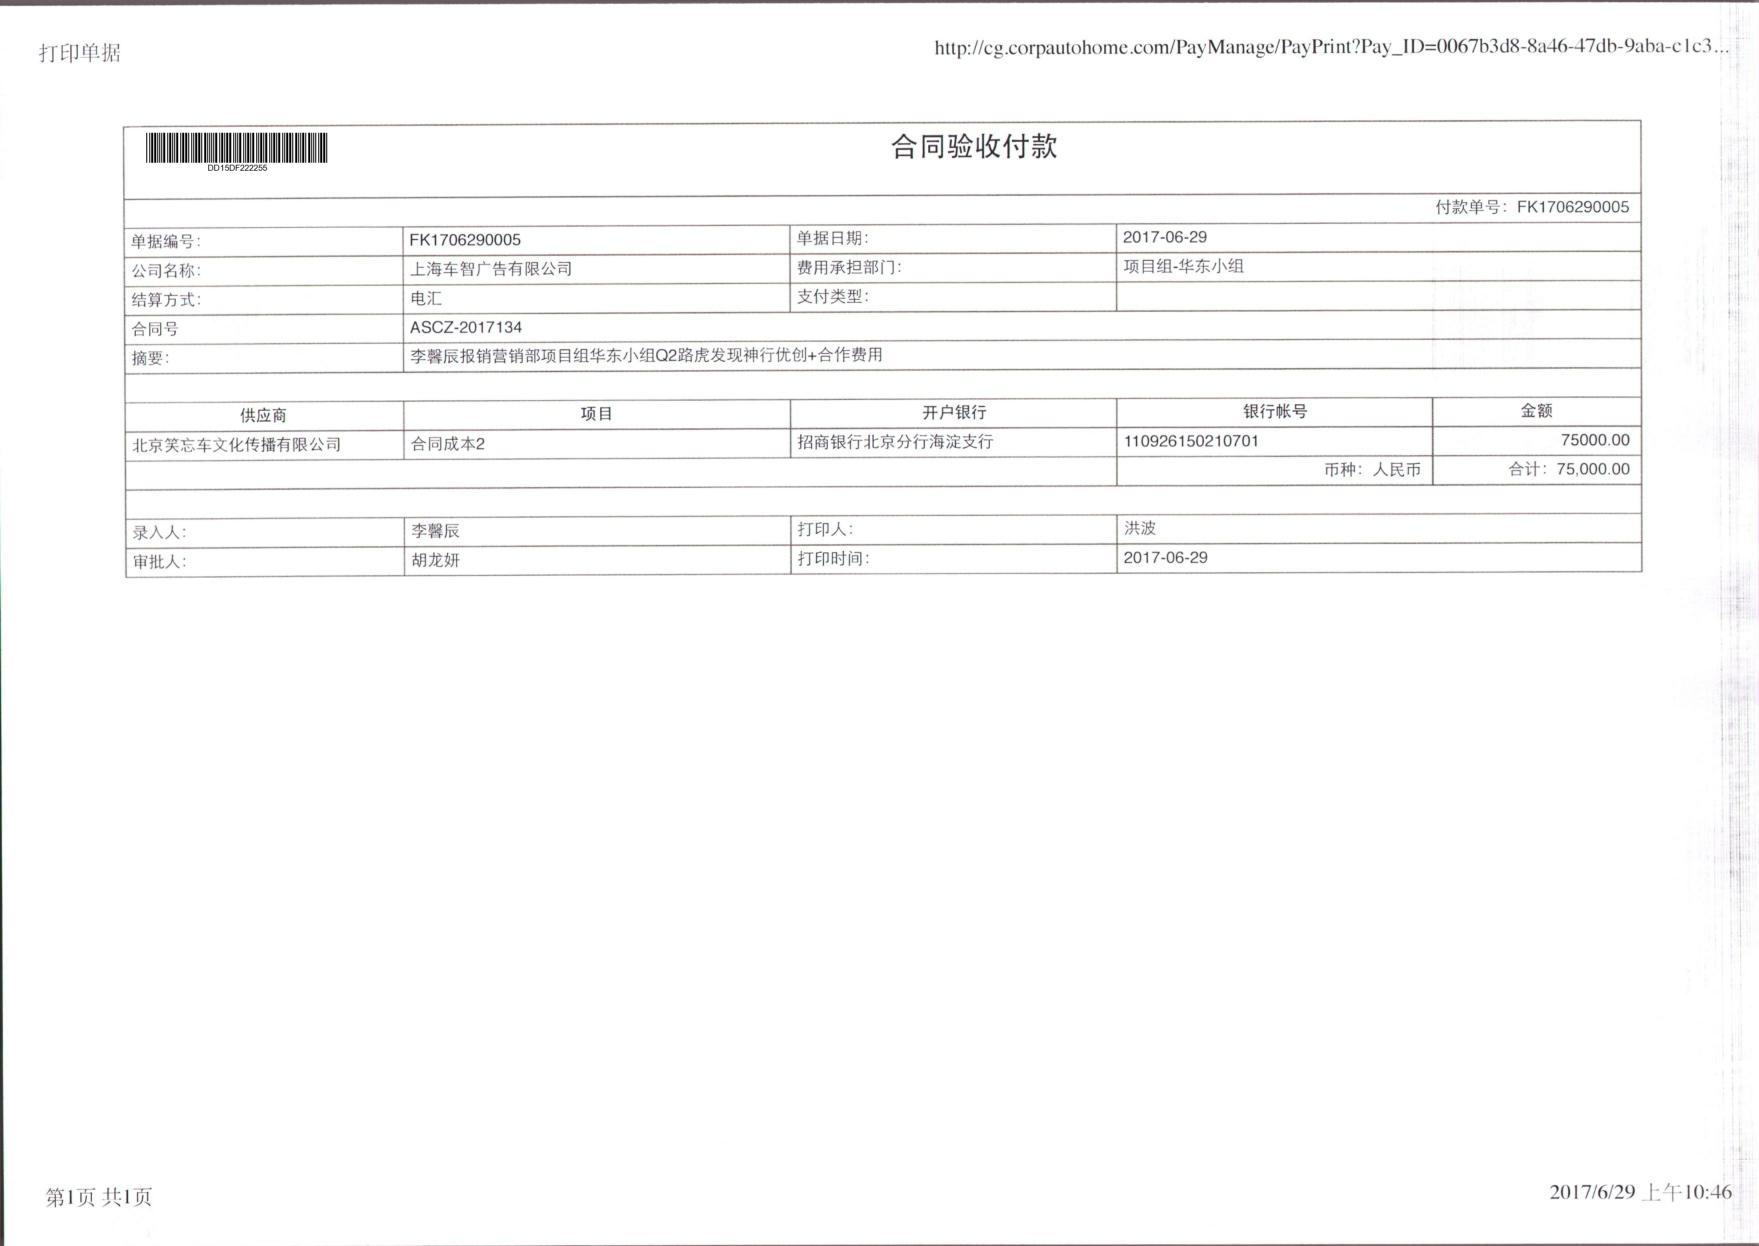 打印单据
http://cg.corpautohome.com/PayManage/PayPrint?Pay_ID=0067b3d8-8a46-47db-9aba-c1c3...
DD15DF222255
合同验收付款
付款单号: FK1706290005
单据编号: FK1706290005 单据日期: 2017-06-29
公司名称: 上海车智广告有限公司 费用承担部门: 项目组-华东小组
结算方式: 电汇 支付类型:
合同号 ASCZ-2017134
摘要: 李馨辰报销营销部项目组华东小组Q2路虎发现神行优创+合作费用
供应商 项目 开户银行 银行帐号 金额
北京笑忘车文化传播有限公司 合同成本2 招商银行北京分行海淀支行 110926150210701 75000.00
币种: 人民币 合计: 75,000.00
录入人: 李馨辰 打印人: 洪波
审批人: 胡龙妍 打印时间: 2017-06-29
第1页 共1页
2017/6/29 上午10:46